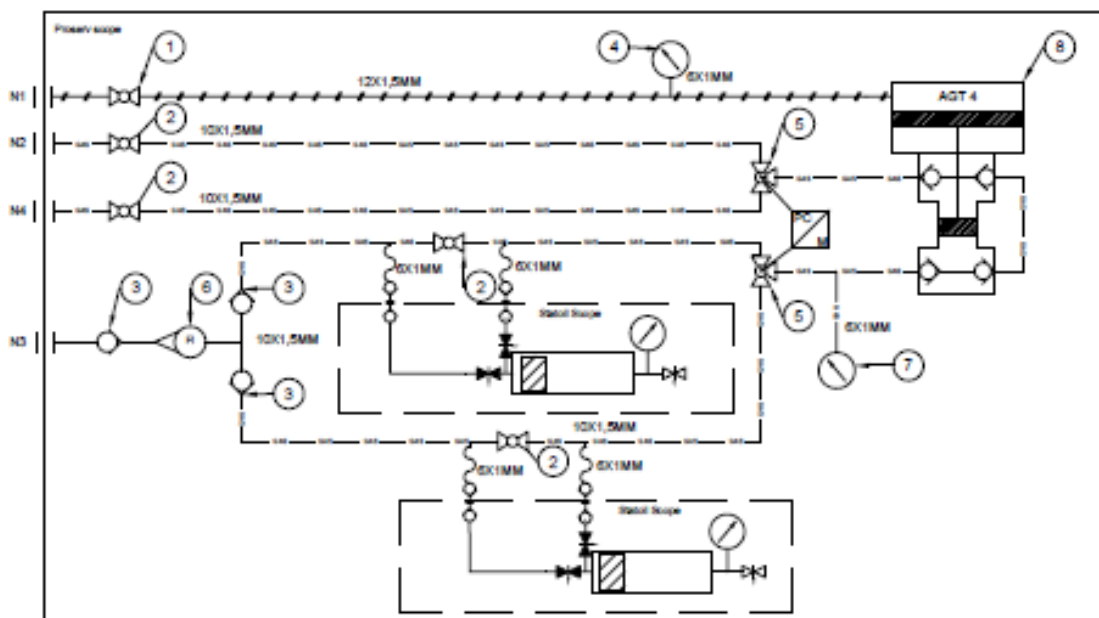 Proserv scope
1
4
8
12X1,5MM
6X1MM
N1
AGT 4
2
5
N2
10X1,5MM
2
N4
10X1,5MM
PC
M
3
6
3
6X1MM
6X1MM
2
5
Statoil Scope
N3
R
10X1,5MM
6X1MM
7
3
10X1,5MM
2
6X1MM
6X1MM
Statoil Scope